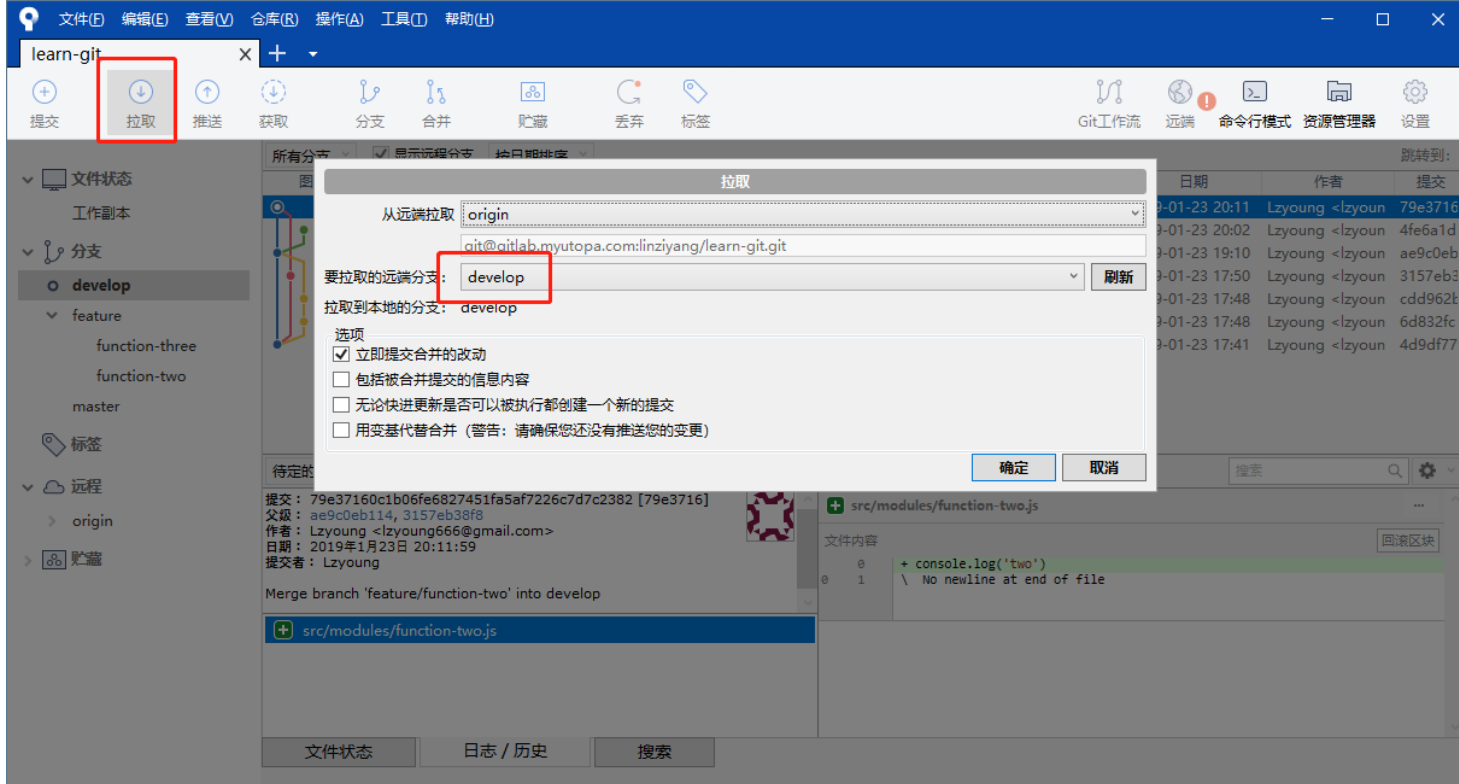 文件(F) 编辑(E) 查看(V) 仓库(R) 操作(A) 工具(T) 帮助(H)
learn-git
提交 拉取 推送 获取 分支 合并 贮藏 丢弃 标签 Git工作流 远端 命令行模式 资源管理器 设置
所有分支 显示远程分支 按日期排序 跳转到:
文件状态
工作副本
分支
develop
feature
function-three
function-two
master
标签
远程
origin
贮藏
图 日期 作者 提交
9-01-23 20:11 Lzyoung <lzyoun 79e3716
9-01-23 20:02 Lzyoung <lzyoun 4fe6a1d
9-01-23 19:10 Lzyoung <lzyoun ae9c0eb
9-01-23 17:50 Lzyoung <lzyoun 3157eb3
9-01-23 17:48 Lzyoung <lzyoun cdd962b
9-01-23 17:48 Lzyoung <lzyoun 6d832fc
9-01-23 17:41 Lzyoung <lzyoun 4d9df77
拉取
从远端拉取 origin
git@gitlab.myutopa.com:linziyang/learn-git.git
要拉取的远端分支: develop 刷新
拉取到本地的分支: develop
选项
立即提交合并的改动
包括被合并提交的信息内容
无论快进更新是否可以被执行都创建一个新的提交
用变基代替合并（警告：请确保您还没有推送您的变更）
确定 取消
待定的 搜索
提交: 79e37160c1b06fe6827451fa5af7226c7d7c2382 [79e3716]
父级: ae9c0eb114, 3157eb38f8
作者: Lzyoung <lzyoung666@gmail.com>
日期: 2019年1月23日 20:11:59
提交者: Lzyoung
Merge branch 'feature/function-two' into develop
src/modules/function-two.js
src/modules/function-two.js ...
文件内容 回滚区块
0 + console.log('two')
0 1 \ No newline at end of file
文件状态 日志 / 历史 搜索